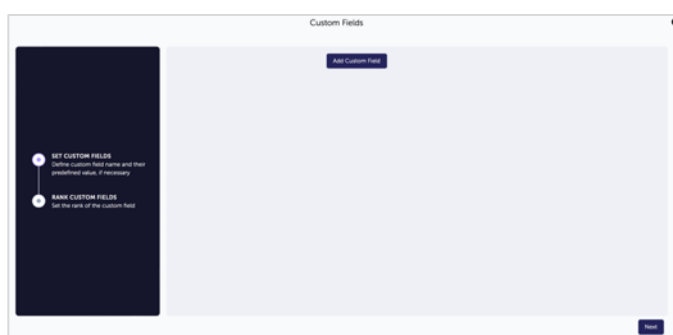 Custom Fields
Add Custom Field
SET CUSTOM FIELDS
Define custom field name and their
predefined value, if necessary
RANK CUSTOM FIELDS
Set the rank of the custom field
Next